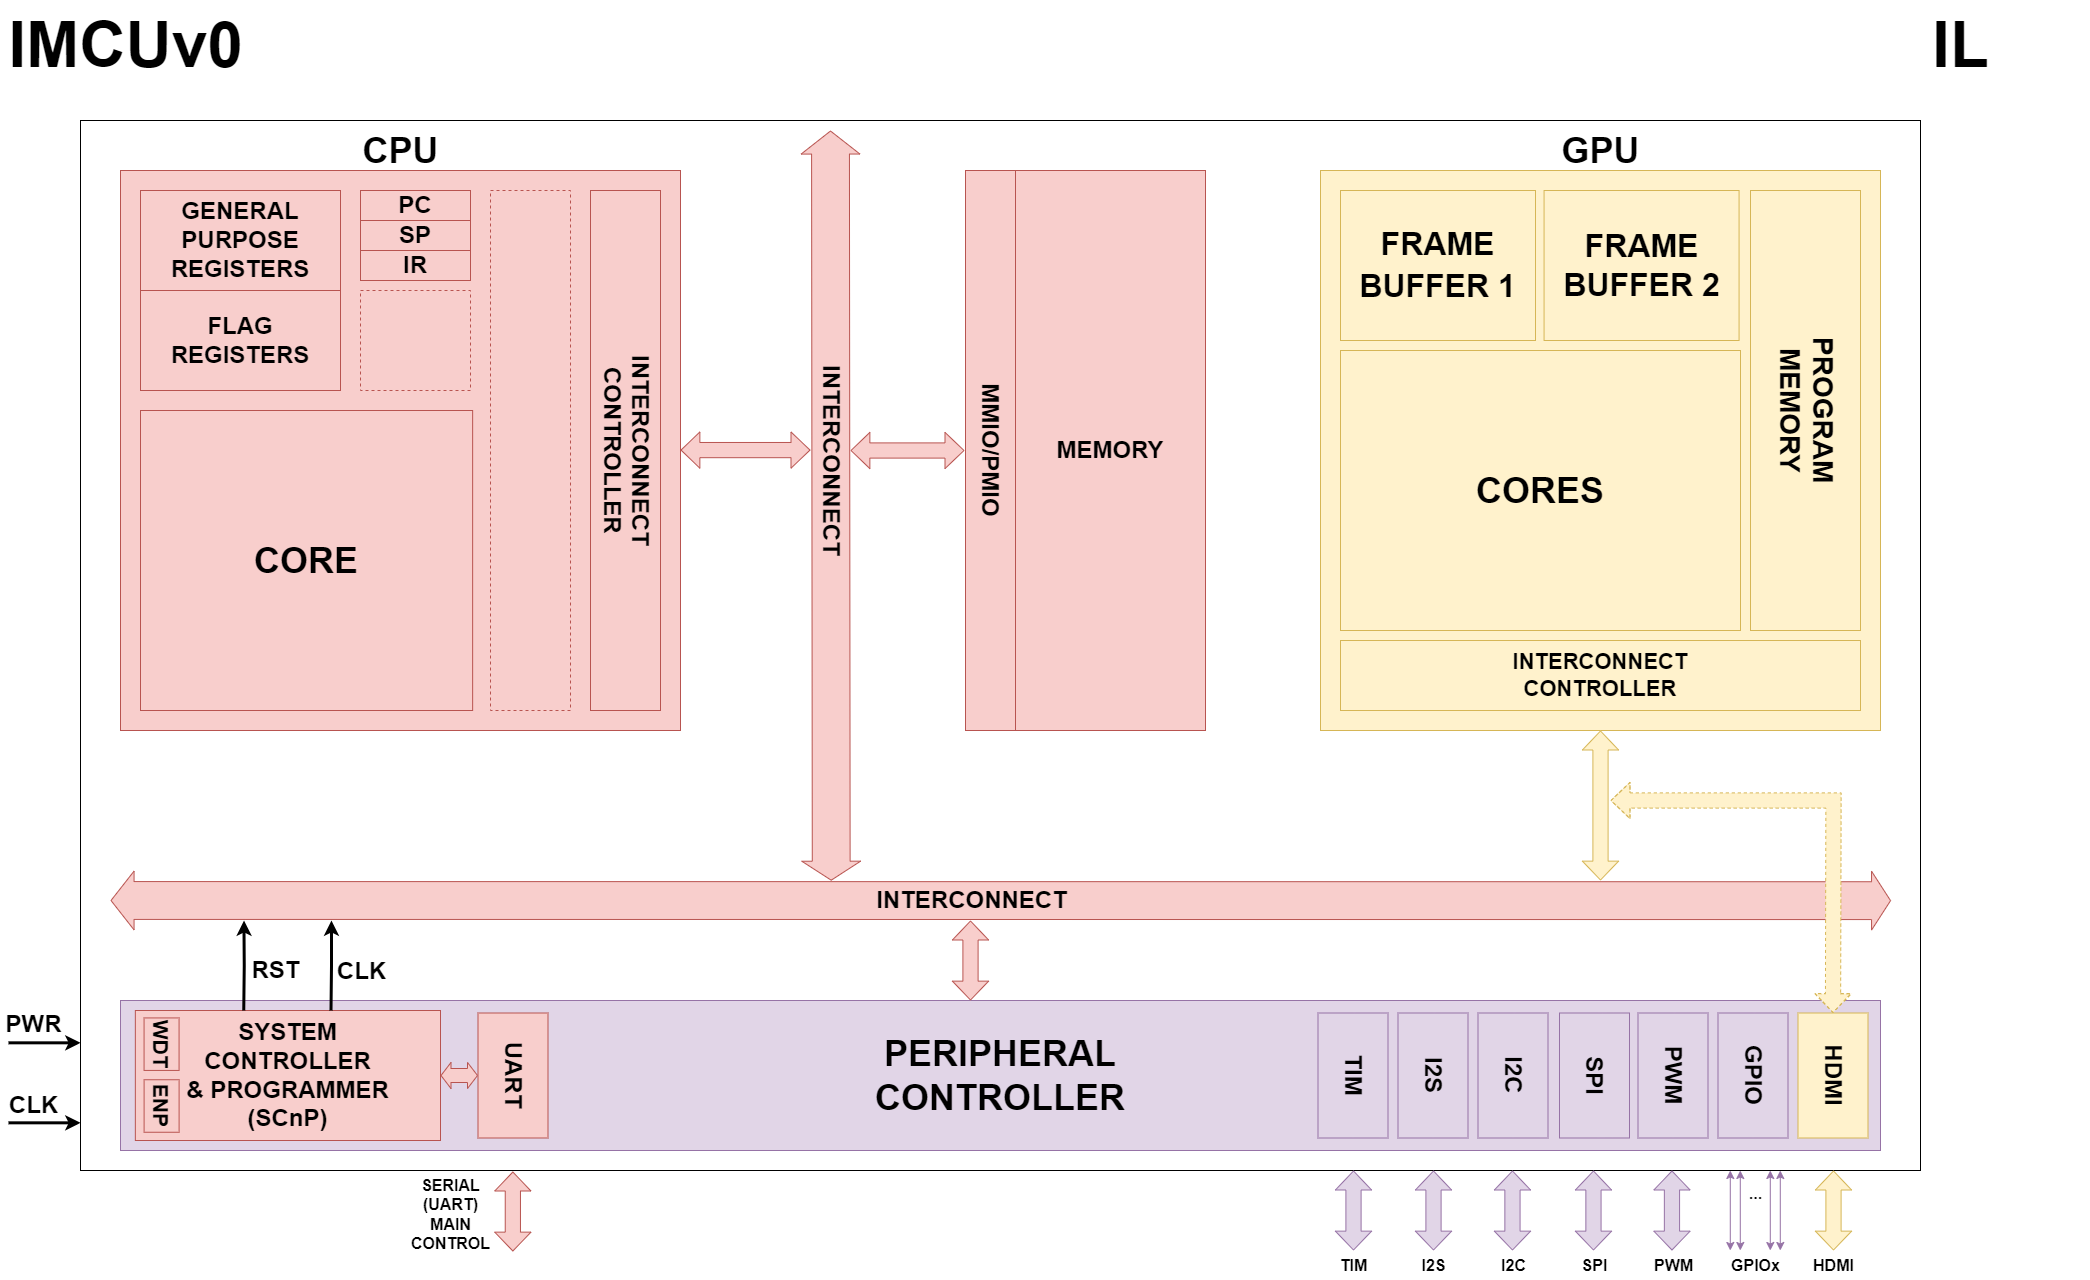 IMCUv0
IL
CPU
GENERAL
PURPOSE
REGISTERS
FLAG
REGISTERS
PC
SP
IR
CORE
INTERCONNECT
CONTROLLER
INTERCONNECT
MMIO/PMIO
MEMORY
GPU
FRAME
BUFFER 1
FRAME
BUFFER 2
PROGRAM
MEMORY
CORES
INTERCONNECT
CONTROLLER
INTERCONNECT
RST
CLK
PWR
CLK
WDT
ENP
SYSTEM
CONTROLLER
& PROGRAMMER
(SCnP)
UART
PERIPHERAL
CONTROLLER
TIM
I2S
I2C
SPI
PWM
GPIO
HDMI
SERIAL
(UART)
MAIN
CONTROL
...
TIM
I2S
I2C
SPI
PWM
GPIOx
HDMI